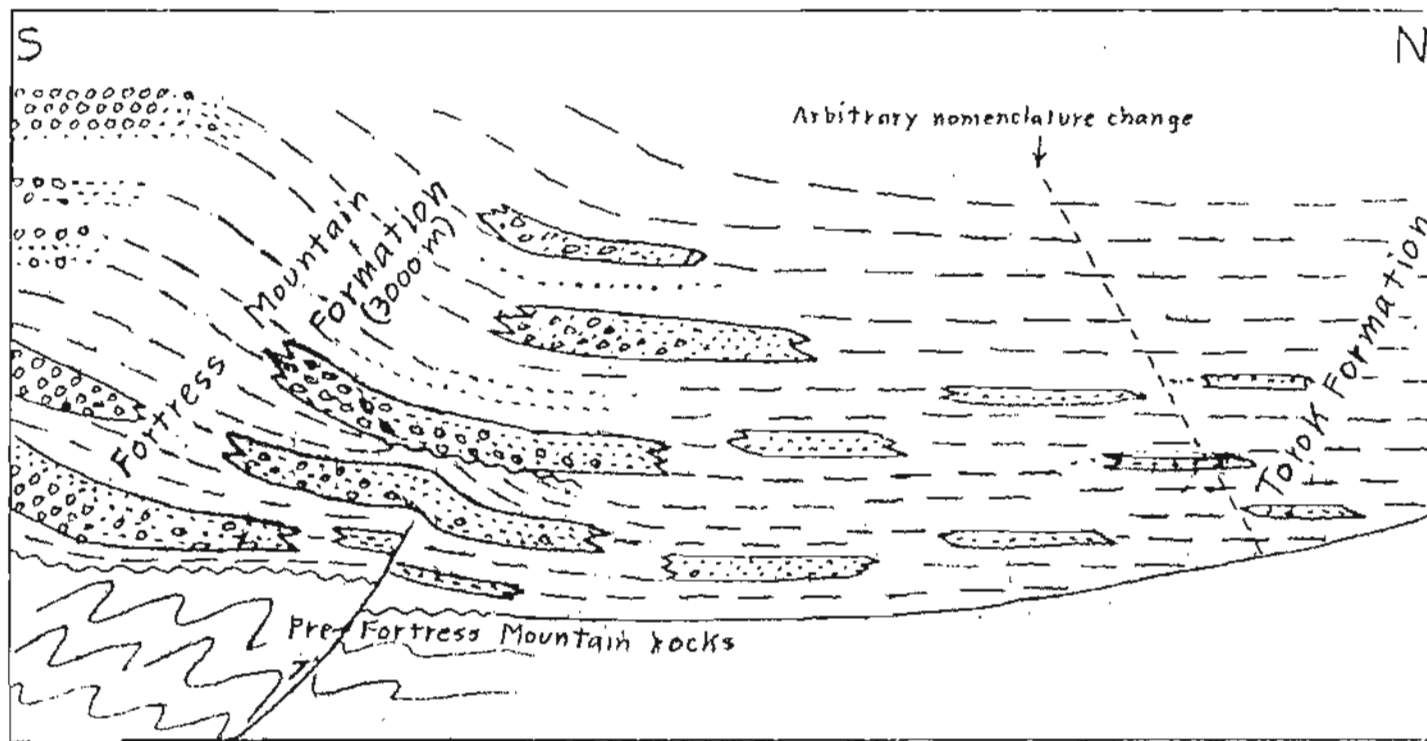 S
N
Arbitrary nomenclature change
Fortress Mountain
Formation
(3000 m)
Torok Formation
Pre-Fortress Mountain rocks